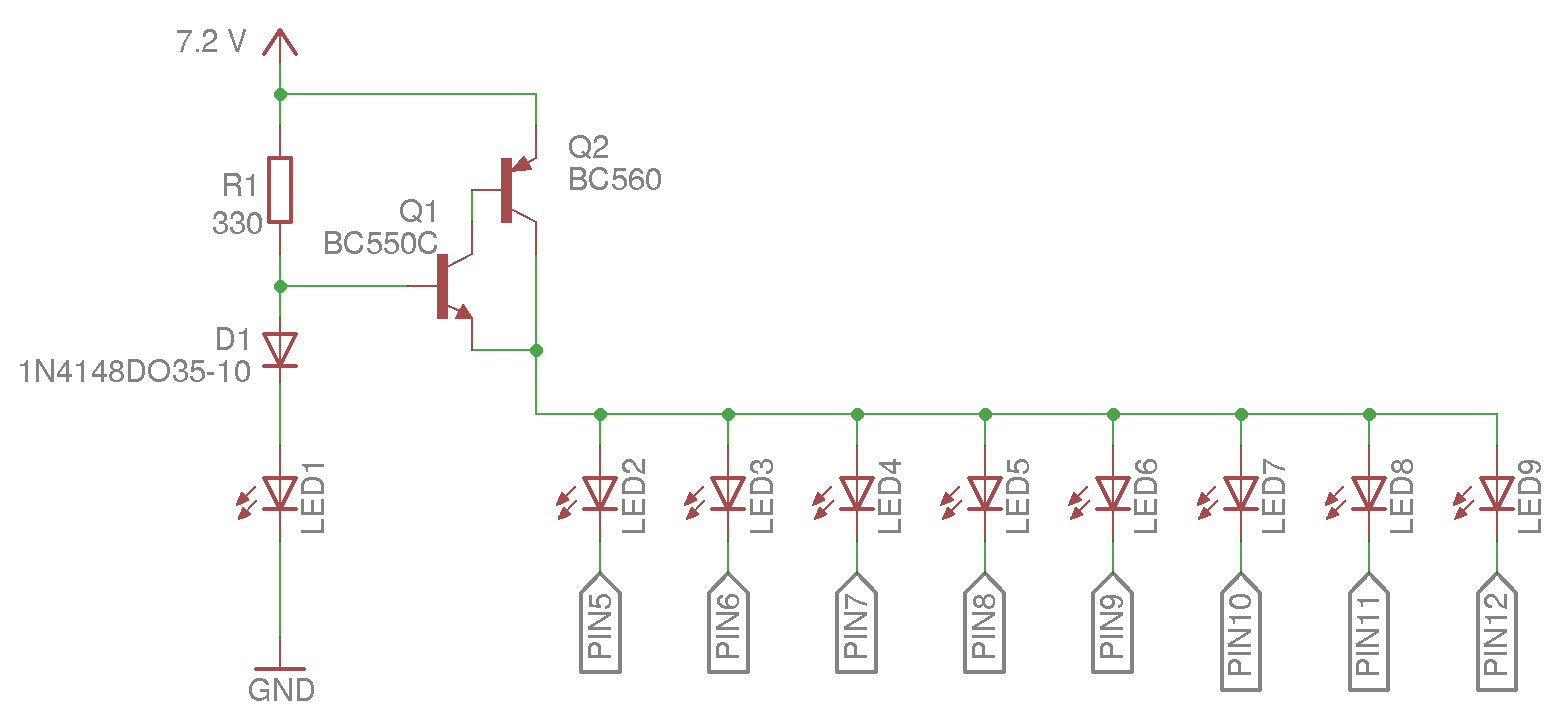 7.2 V
R1
330
Q1
BC550C
Q2
BC560
D1
1N4148DO35-10
LED1
GND
LED2
LED3
LED4
LED5
LED6
LED7
LED8
LED9
PIN5
PIN6
PIN7
PIN8
PIN9
PIN10
PIN11
PIN12